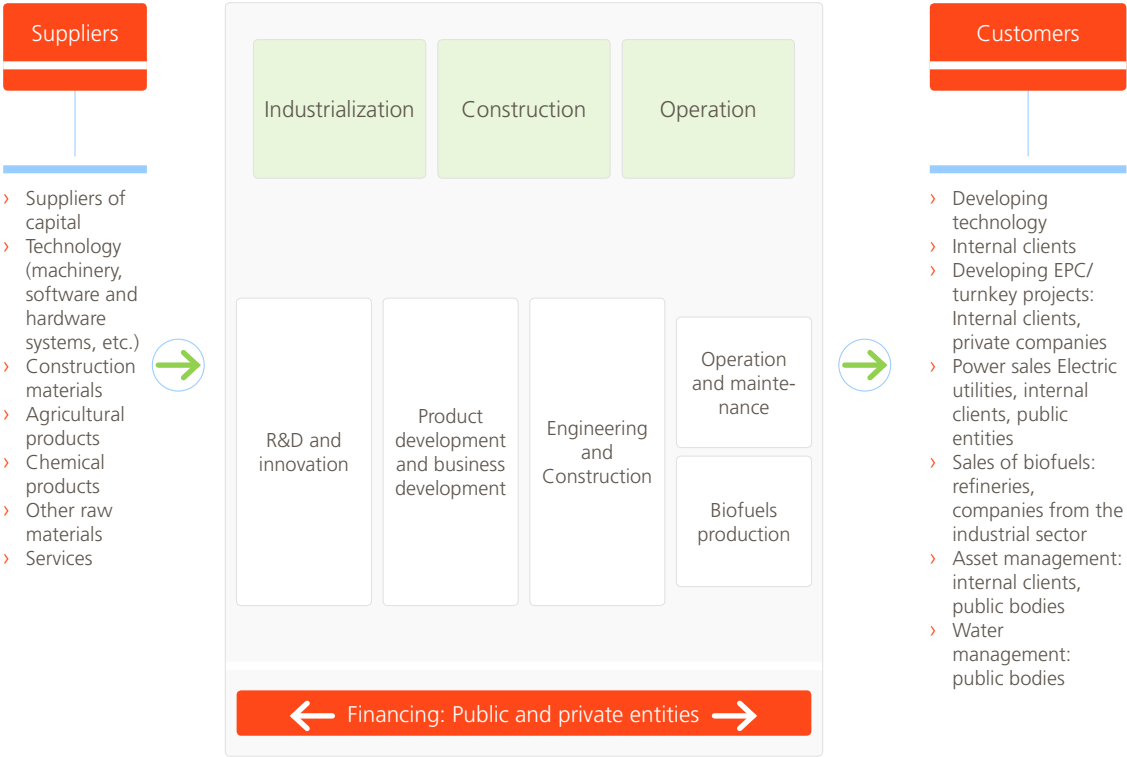 Suppliers
› Suppliers of
capital
› Technology
(machinery,
software and
hardware
systems, etc.)
› Construction
materials
› Agricultural
products
› Chemical
products
› Other raw
materials
› Services
Industrialization
Construction
Operation
R&D and
innovation
Product
development
and business
development
Engineering
and
Construction
Operation
and mainte-
nance
Biofuels
production
Financing: Public and private entities
Customers
› Developing
technology
› Internal clients
› Developing EPC/
turnkey projects:
Internal clients,
private companies
› Power sales Electric
utilities, internal
clients, public
entities
› Sales of biofuels:
refineries,
companies from the
industrial sector
› Asset management:
internal clients,
public bodies
› Water
management:
public bodies